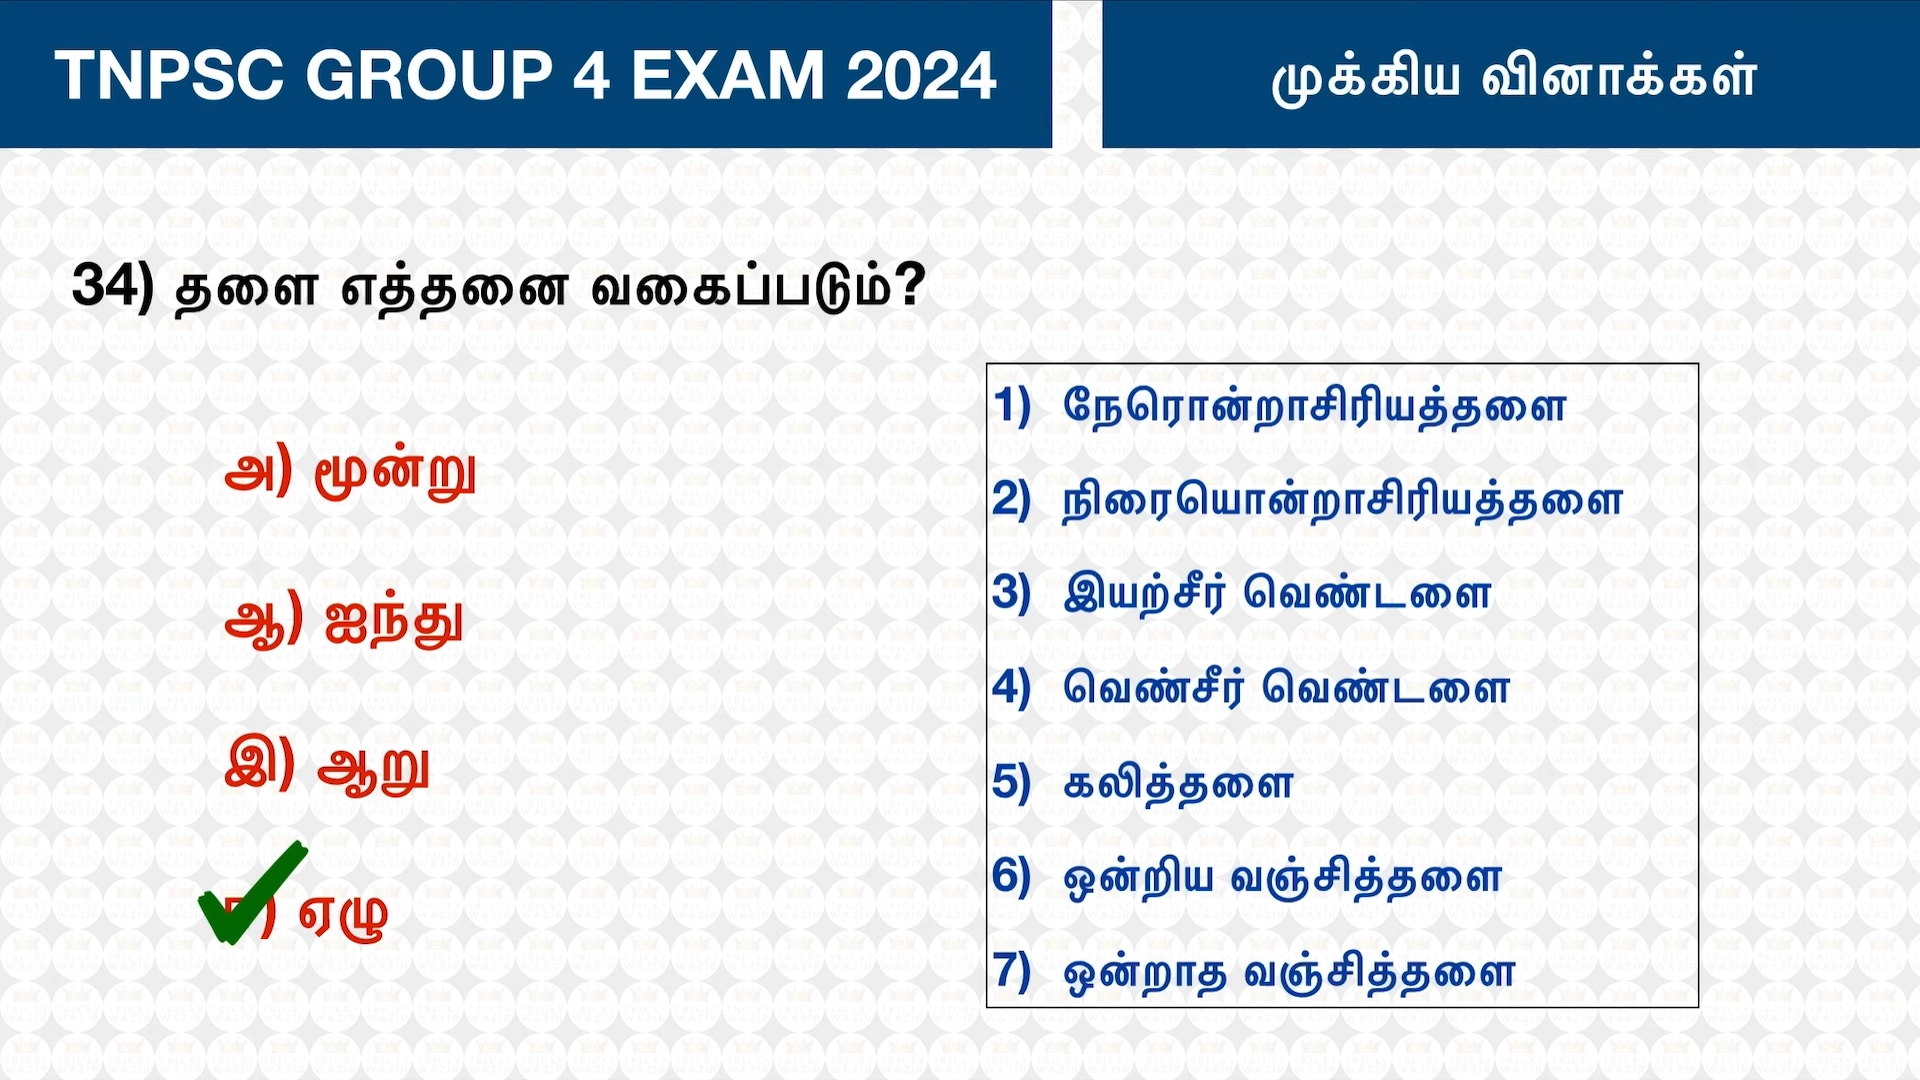 TNPSC GROUP 4 EXAM 2024
முக்கிய வினாக்கள்
34) தளை எத்தனை வகைப்படும்?
அ) மூன்று
ஆ) ஐந்து
இ) ஆறு
ஏழு
1) நேரொன்றாசிரியத்தளை
2) நிரையொன்றாசிரியத்தளை
3) இயற்சீர் வெண்டளை
4) வெண்சீர் வெண்டளை
5) கலித்தளை
6) ஒன்றிய வஞ்சித்தளை
7) ஒன்றாத வஞ்சித்தளை